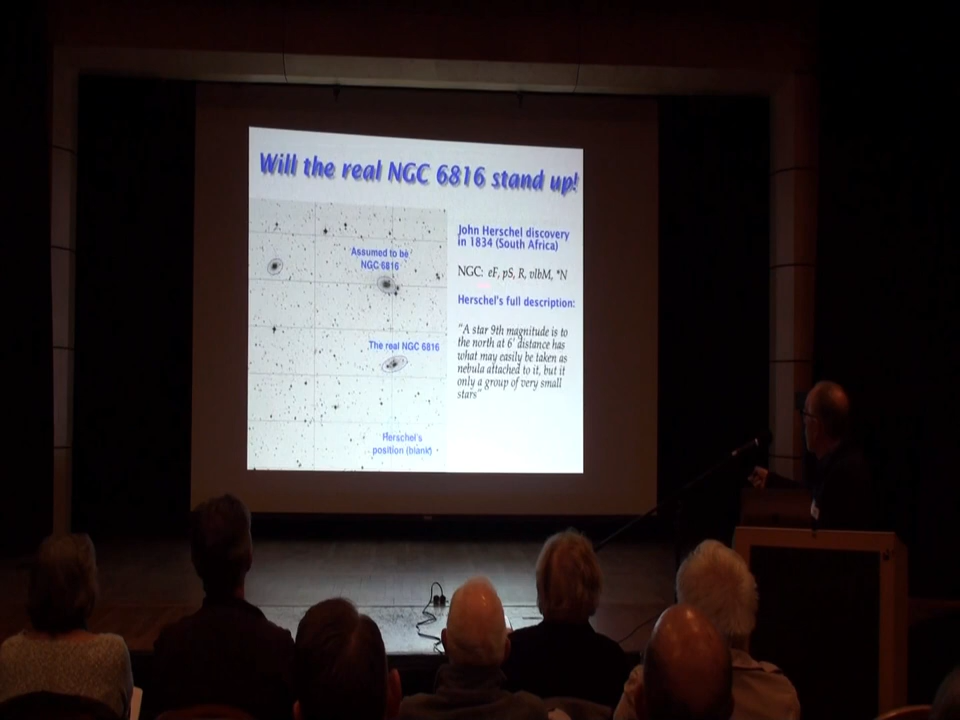 Will the real NGC 6816 stand up!
Assumed to be
NGC 6816
The real NGC 6816
Herschel's
position (blank)
John Herschel discovery
in 1834 (South Africa)
NGC: eF, pS, R, vlbM, *N
Herschel's full description:
"A star 9th magnitude is to
the north at 6' distance has
what may easily be taken as
nebula attached to it, but it
only a group of very small
stars"